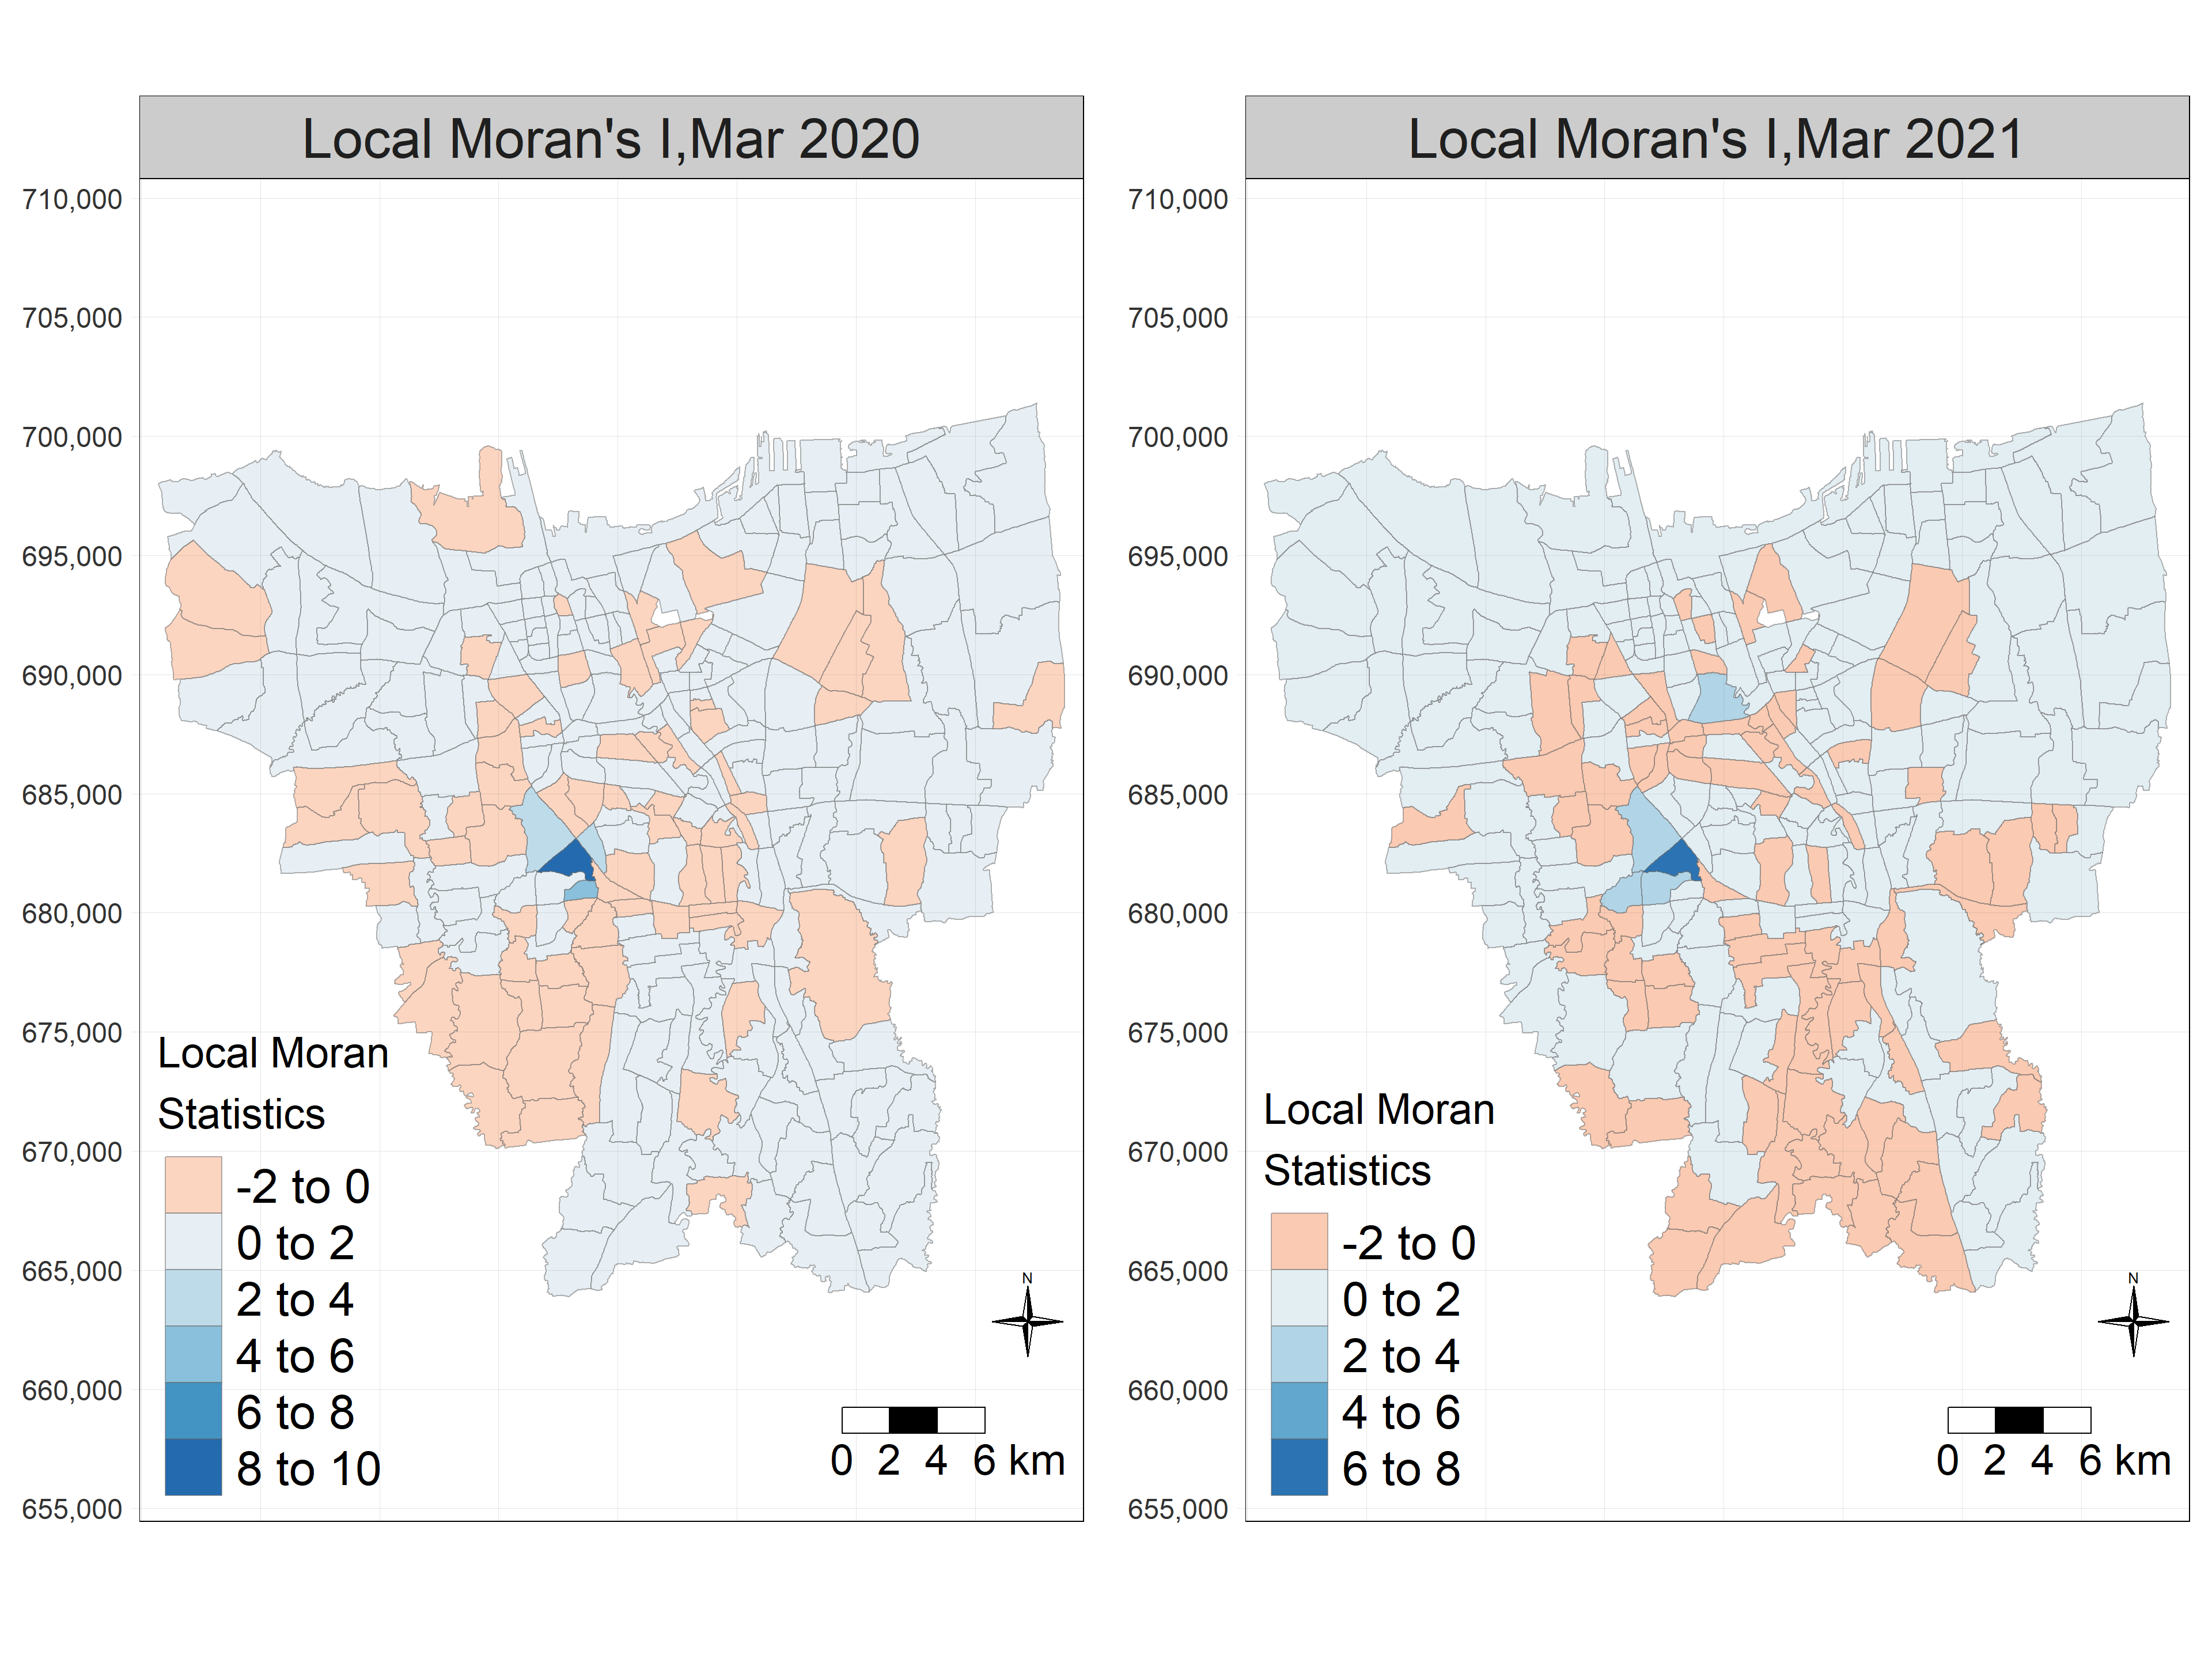 Local Moran's I,Mar 2020
710,000
705,000
700,000
695,000
690,000
685,000
680,000
675,000
670,000
665,000
660,000
655,000
Local Moran
Statistics
-2 to 0
0 to 2
2 to 4
4 to 6
6 to 8
8 to 10
N
0 2 4 6 km
Local Moran's I,Mar 2021
710,000
705,000
700,000
695,000
690,000
685,000
680,000
675,000
670,000
665,000
660,000
655,000
Local Moran
Statistics
-2 to 0
0 to 2
2 to 4
4 to 6
6 to 8
N
0 2 4 6 km